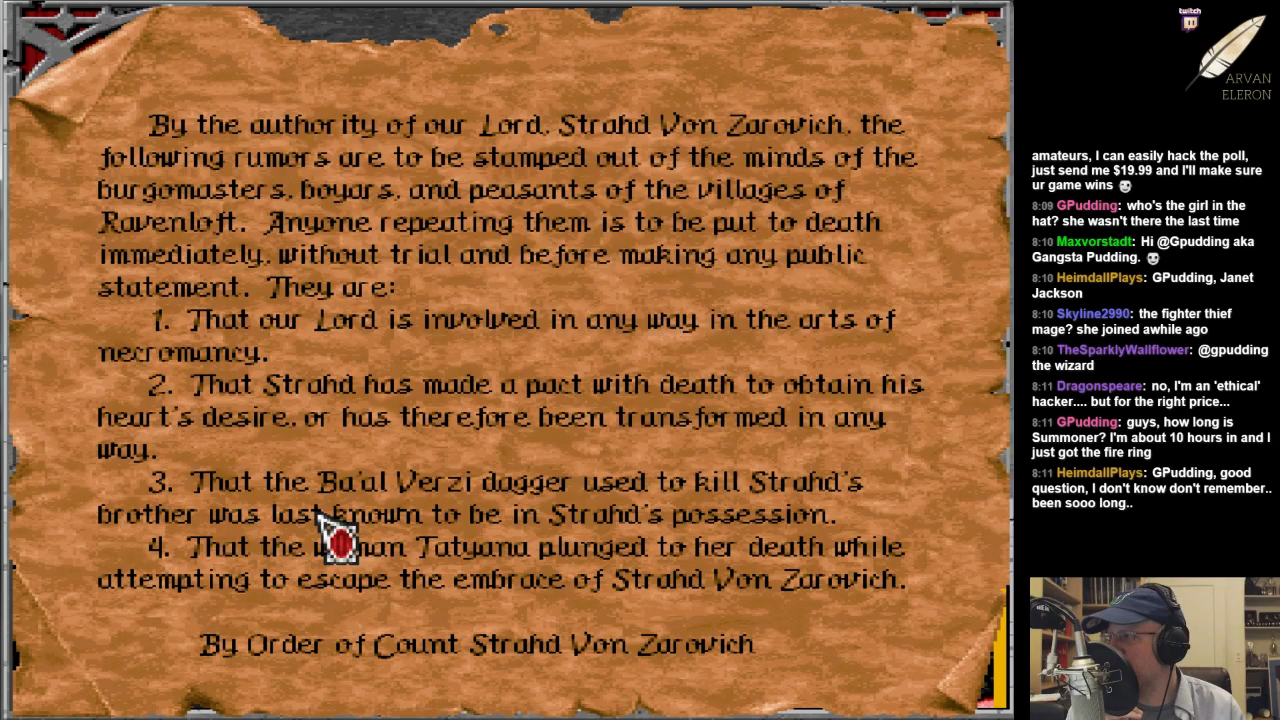 By the authority of our Lord, Strahd Von Zarovich, the
following rumors are to be stamped out of the minds of the
burgomasters, boyars, and peasants of the villages of
Ravenloft. Anyone repeating them is to be put to death
immediately, without trial and before making any public
statement. They are:
1. That our Lord is involved in any way in the arts of
necromancy.
2. That Strahd has made a pact with death to obtain his
heart's desire, or has therefore been transformed in any
way.
3. That the Ba'al Verzi dagger used to kill Strahd's
brother was last known to be in Strahd's possession.
4. That the woman Tatyana plunged to her death while
attempting to escape the embrace of Strahd Von Zarovich.
By Order of Count Strahd Von Zarovich
twitch
ARVAN
ELERON
amateurs, I can easily hack the poll,
just send me $19.99 and I'll make sure
ur game wins
8:09 GPudding: who's the girl in the
hat? she wasn't there the last time
8:10 Maxvorstadt: Hi @Gpudding aka
Gangsta Pudding.
8:10 HeimdallPlays: GPudding, Janet
Jackson
8:10 Skyline2990: the fighter thief
mage? she joined awhile ago
8:10 TheSparklyWallflower: @gpudding
the wizard
8:11 Dragonspeare: no, I'm an 'ethical'
hacker.... but for the right price...
8:11 GPudding: guys, how long is
Summoner? I'm about 10 hours in and I
just got the fire ring
8:11 HeimdallPlays: GPudding, good
question, I don't know don't remember..
been sooo long..